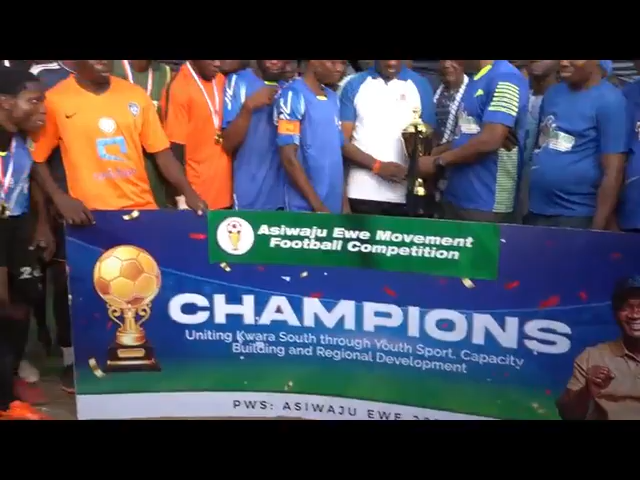 Asiwaju Ewe Movement
Football Competition
CHAMPIONS
Uniting Kwara South through Youth Sport, Capacity
Building and Regional Development
PWS: ASIWAJU EWE